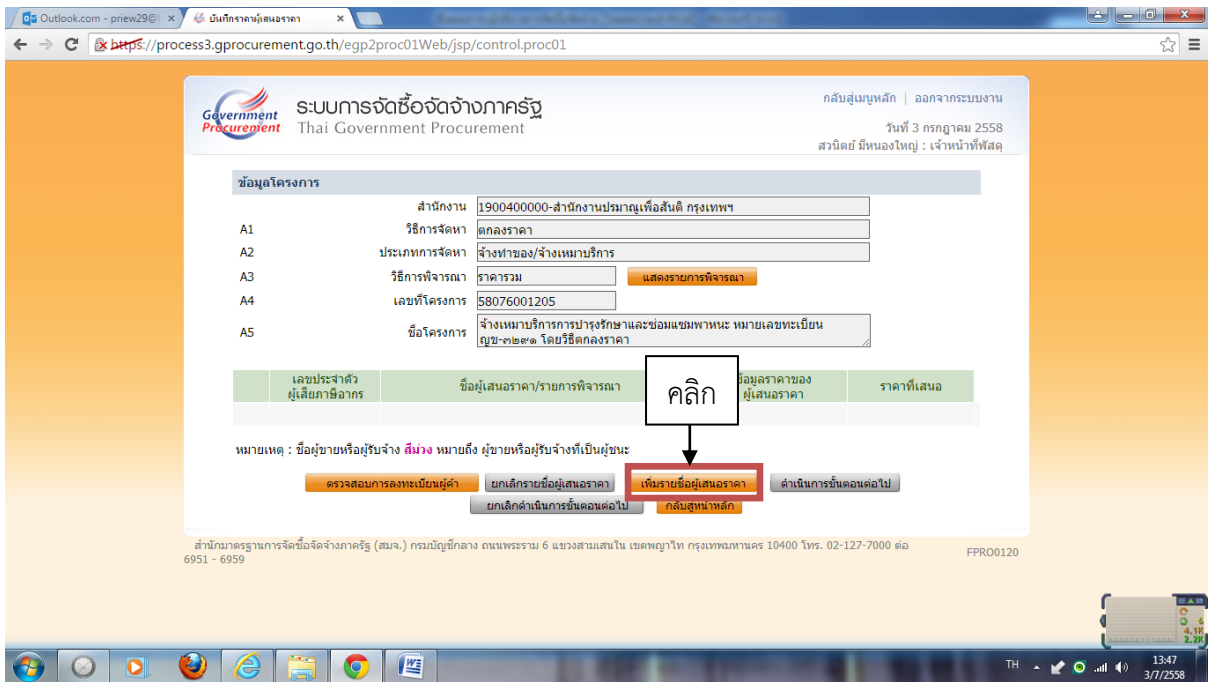 Outlook.com - priew29@
บันทึกราคาผู้เสนอราคา
https://process3.gprocurement.go.th/egp2proc01Web/jsp/control.proc01
Government
Procurement
ระบบการจัดซื้อจัดจ้างภาครัฐ
Thai Government Procurement
กลับสู่เมนูหลัก | ออกจากระบบงาน
วันที่ 3 กรกฎาคม 2558
สวนิตย์ มีหนองใหญ่ : เจ้าหน้าที่พัสดุ
ข้อมูลโครงการ
สำนักงาน 1900400000-สำนักงานปรมาณูเพื่อสันติ กรุงเทพฯ
A1 วิธีการจัดหา ตกลงราคา
A2 ประเภทการจัดหา จ้างทำของ/จ้างเหมาบริการ
A3 วิธีการพิจารณา ราคารวม แสดงรายการพิจารณา
A4 เลขที่โครงการ 58076001205
A5 ชื่อโครงการ จ้างเหมาบริการการบำรุงรักษาและซ่อมแซมพาหนะ หมายเลขทะเบียน
ญข-๓๒๙๑ โดยวิธีตกลงราคา
เลขประจำตัว
ผู้เสียภาษีอากร
ชื่อผู้เสนอราคา/รายการพิจารณา
ข้อมูลราคาของ
ผู้เสนอราคา
ราคาที่เสนอ
คลิก
หมายเหตุ : ชื่อผู้ขายหรือผู้รับจ้าง สีม่วง หมายถึง ผู้ขายหรือผู้รับจ้างที่เป็นผู้ชนะ
ตรวจสอบการลงทะเบียนผู้ค้า ยกเลิกรายชื่อผู้เสนอราคา เพิ่มรายชื่อผู้เสนอราคา ดำเนินการขั้นตอนต่อไป
ยกเลิกดำเนินการขั้นตอนต่อไป กลับสู่หน้าหลัก
สำนักมาตรฐานการจัดซื้อจัดจ้างภาครัฐ (สมจ.) กรมบัญชีกลาง ถนนพระราม 6 แขวงสามเสนใน เขตพญาไท กรุงเทพมหานคร 10400 โทร. 02-127-7000 ต่อ
6951 - 6959
FPRO0120
6
4.1K
2.2K
TH
13:47
3/7/2558